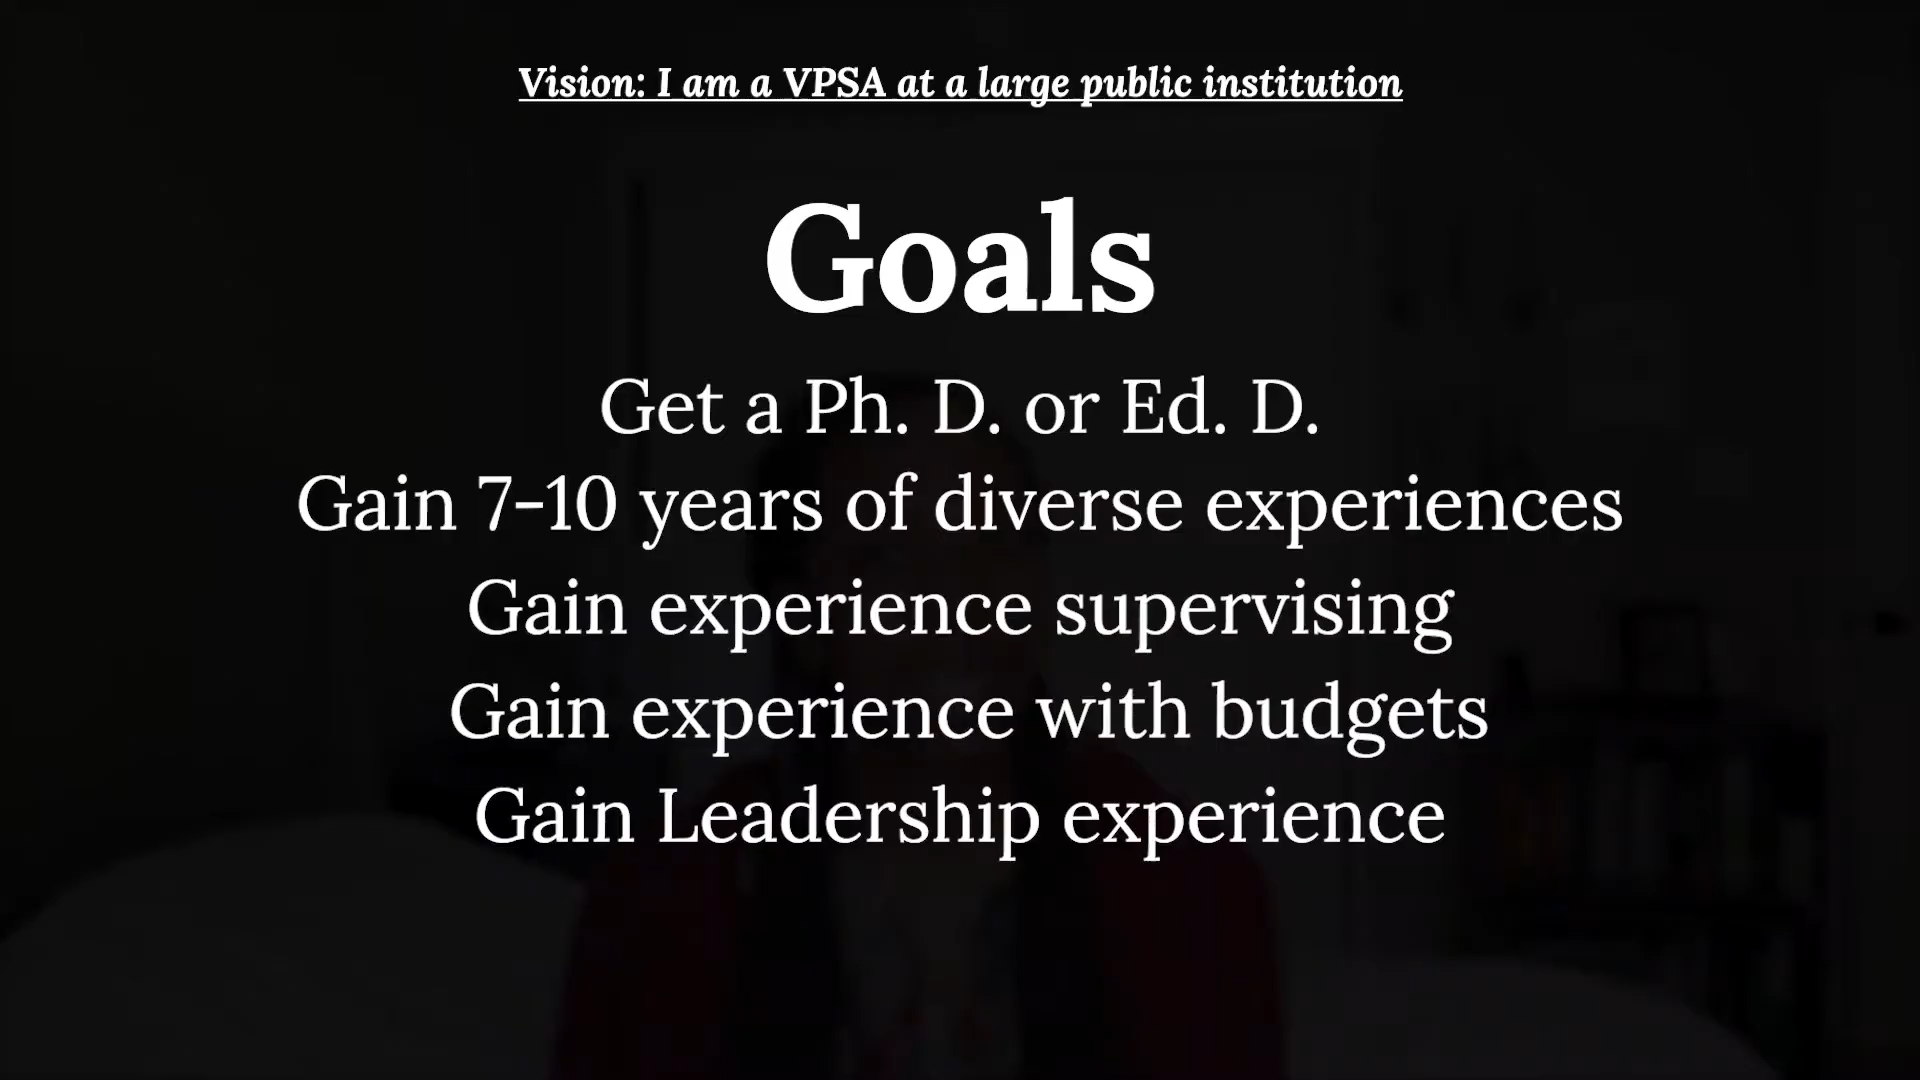 Vision: I am a VPSA at a large public institution
Goals
Get a Ph. D. or Ed. D.
Gain 7-10 years of diverse experiences
Gain experience supervising
Gain experience with budgets
Gain Leadership experience